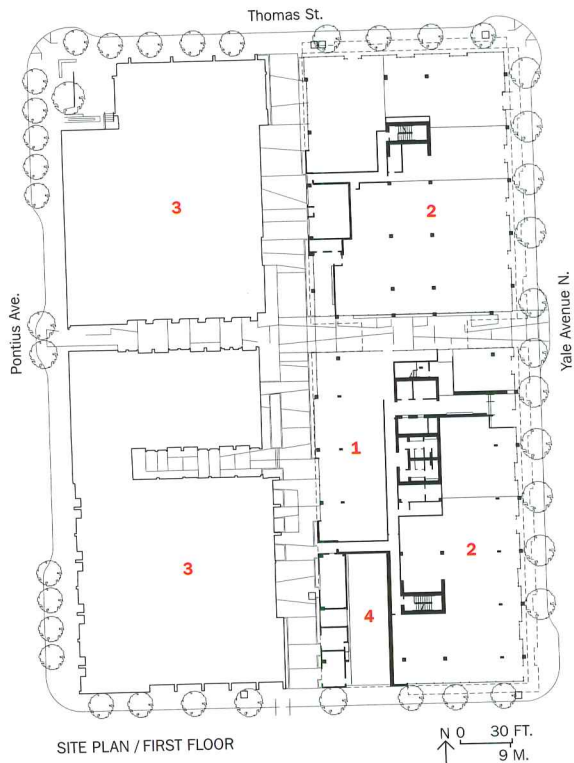 Thomas St.
3
2
Pontius Ave.
Yale Avenue N.
1
3
2
4
SITE PLAN / FIRST FLOOR
N 0 30 FT.
9 M.